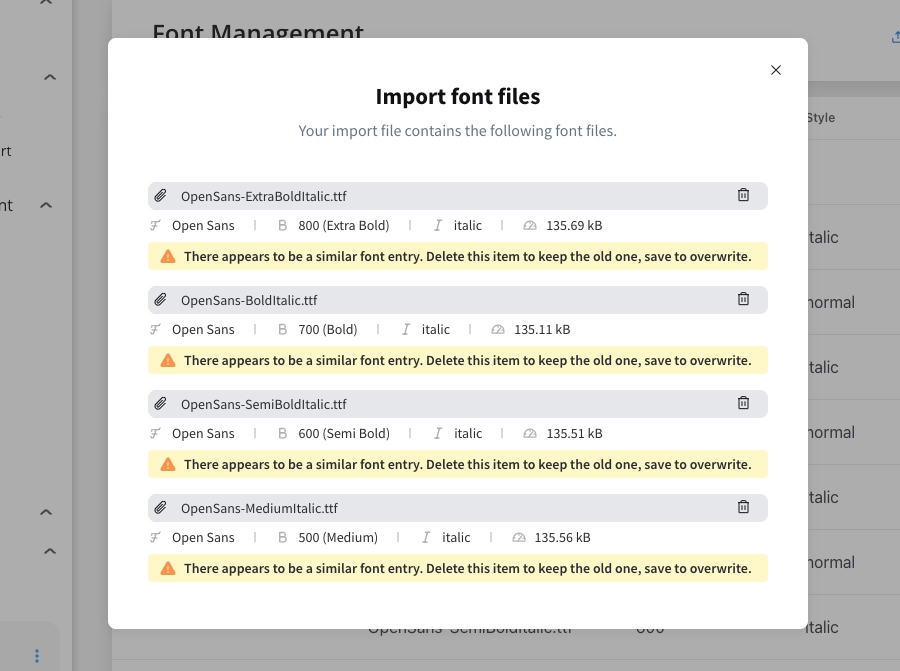 Font Management
Import font files
Your import file contains the following font files.
Style
rt
nt
OpenSans-ExtraBoldItalic.ttf
Open Sans | B 800 (Extra Bold) | I italic | 135.69 kB
There appears to be a similar font entry. Delete this item to keep the old one, save to overwrite.
italic
OpenSans-BoldItalic.ttf
normal
Open Sans | B 700 (Bold) | I italic | 135.11 kB
There appears to be a similar font entry. Delete this item to keep the old one, save to overwrite.
italic
OpenSans-SemiBoldItalic.ttf
Open Sans | B 600 (Semi Bold) | I italic | 135.51 kB
normal
There appears to be a similar font entry. Delete this item to keep the old one, save to overwrite.
italic
OpenSans-MediumItalic.ttf
Open Sans | B 500 (Medium) | I italic | 135.56 kB
normal
There appears to be a similar font entry. Delete this item to keep the old one, save to overwrite.
OpenSans-SemiBoldItalic.ttf 600 italic